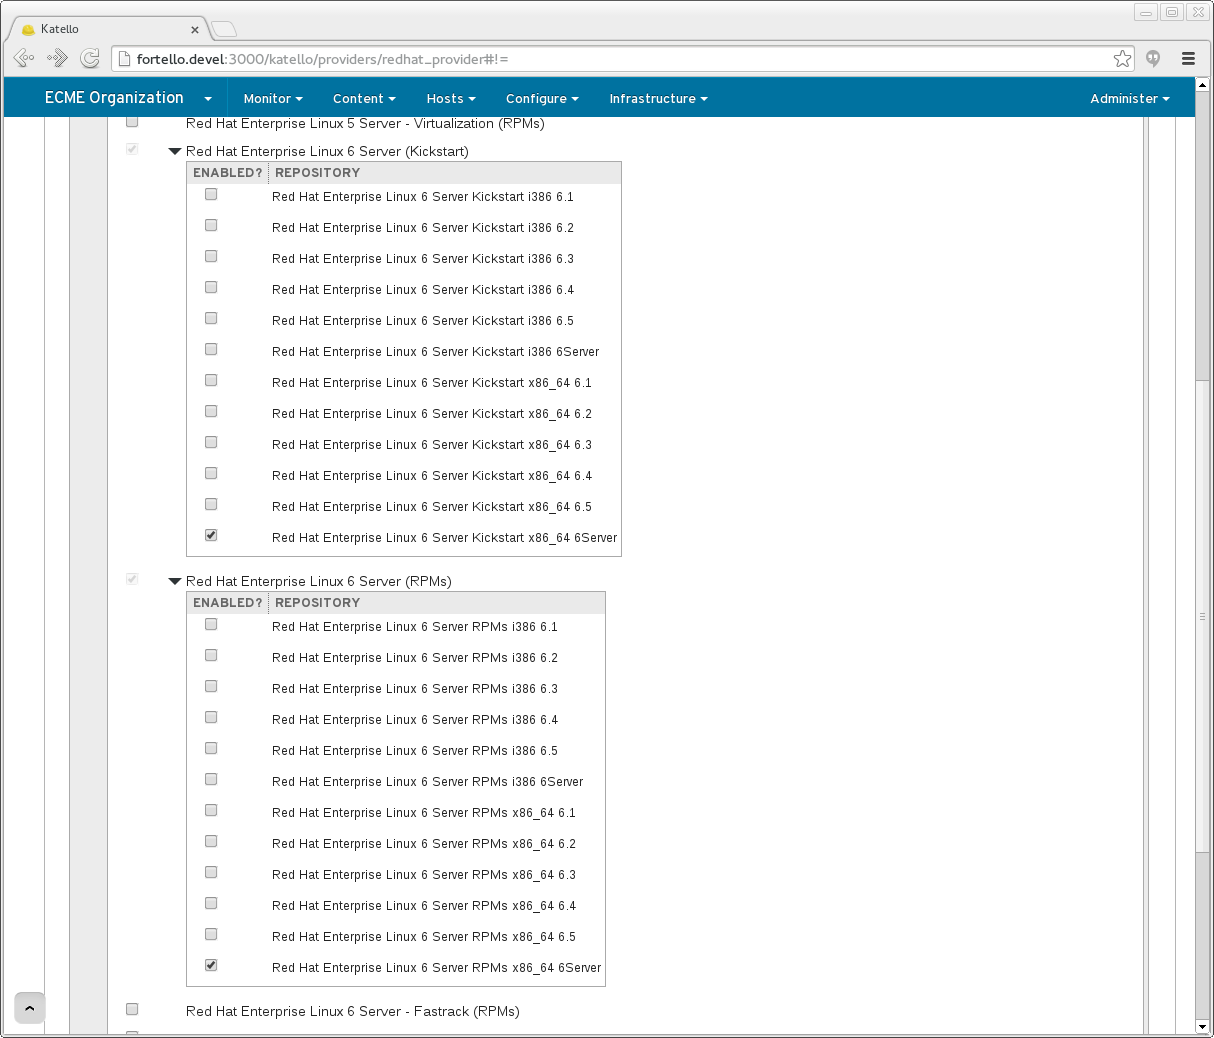 Katello
fortello.devel:3000/katello/providers/redhat_provider#!=
ECME Organization Monitor Content Hosts Configure Infrastructure Administer
Red Hat Enterprise Linux 5 Server - Virtualization (RPMs)
Red Hat Enterprise Linux 6 Server (Kickstart)
ENABLED? REPOSITORY
Red Hat Enterprise Linux 6 Server Kickstart i386 6.1
Red Hat Enterprise Linux 6 Server Kickstart i386 6.2
Red Hat Enterprise Linux 6 Server Kickstart i386 6.3
Red Hat Enterprise Linux 6 Server Kickstart i386 6.4
Red Hat Enterprise Linux 6 Server Kickstart i386 6.5
Red Hat Enterprise Linux 6 Server Kickstart i386 6Server
Red Hat Enterprise Linux 6 Server Kickstart x86_64 6.1
Red Hat Enterprise Linux 6 Server Kickstart x86_64 6.2
Red Hat Enterprise Linux 6 Server Kickstart x86_64 6.3
Red Hat Enterprise Linux 6 Server Kickstart x86_64 6.4
Red Hat Enterprise Linux 6 Server Kickstart x86_64 6.5
Red Hat Enterprise Linux 6 Server Kickstart x86_64 6Server
Red Hat Enterprise Linux 6 Server (RPMs)
ENABLED? REPOSITORY
Red Hat Enterprise Linux 6 Server RPMs i386 6.1
Red Hat Enterprise Linux 6 Server RPMs i386 6.2
Red Hat Enterprise Linux 6 Server RPMs i386 6.3
Red Hat Enterprise Linux 6 Server RPMs i386 6.4
Red Hat Enterprise Linux 6 Server RPMs i386 6.5
Red Hat Enterprise Linux 6 Server RPMs i386 6Server
Red Hat Enterprise Linux 6 Server RPMs x86_64 6.1
Red Hat Enterprise Linux 6 Server RPMs x86_64 6.2
Red Hat Enterprise Linux 6 Server RPMs x86_64 6.3
Red Hat Enterprise Linux 6 Server RPMs x86_64 6.4
Red Hat Enterprise Linux 6 Server RPMs x86_64 6.5
Red Hat Enterprise Linux 6 Server RPMs x86_64 6Server
Red Hat Enterprise Linux 6 Server - Fastrack (RPMs)